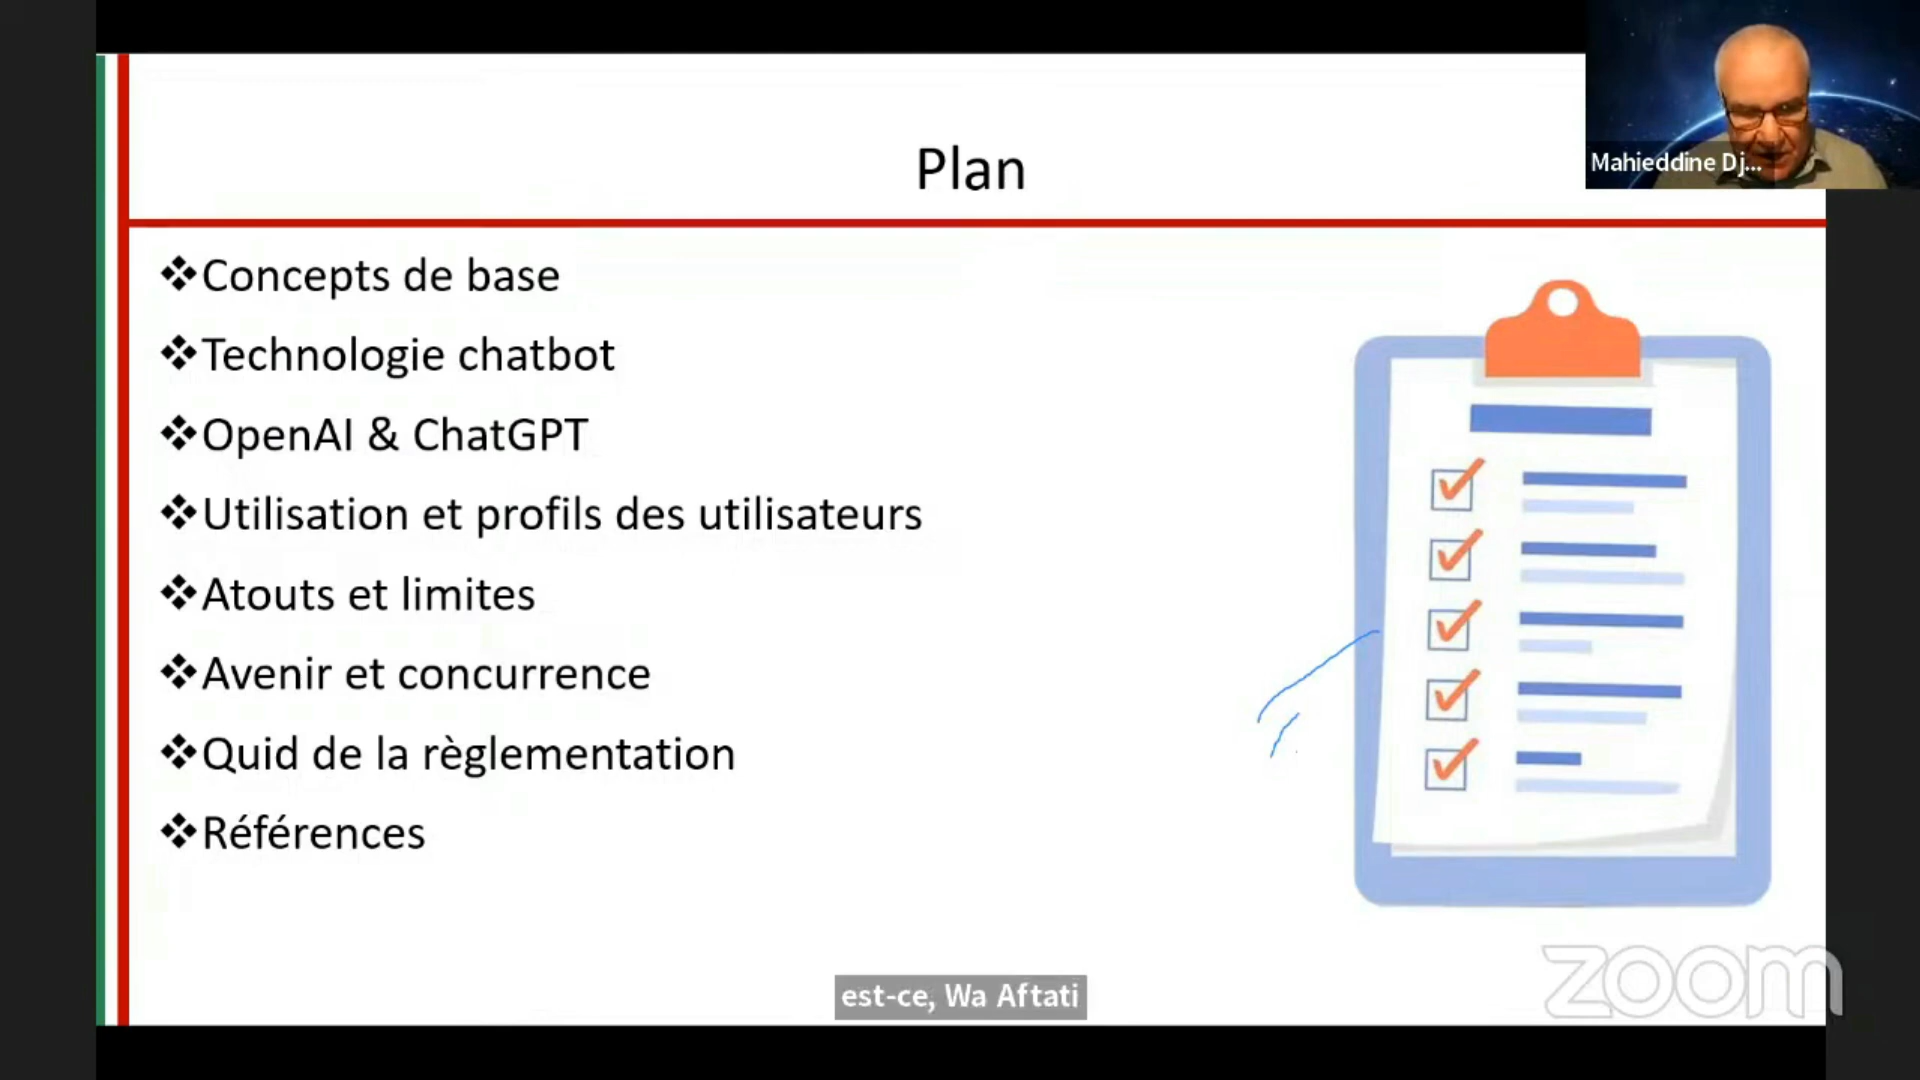 Plan
Mahieddine Dj...
❖Concepts de base
❖Technologie chatbot
❖OpenAI & ChatGPT
❖Utilisation et profils des utilisateurs
❖Atouts et limites
❖Avenir et concurrence
❖Quid de la règlementation
❖Références
est-ce, Wa Aftati
zoom